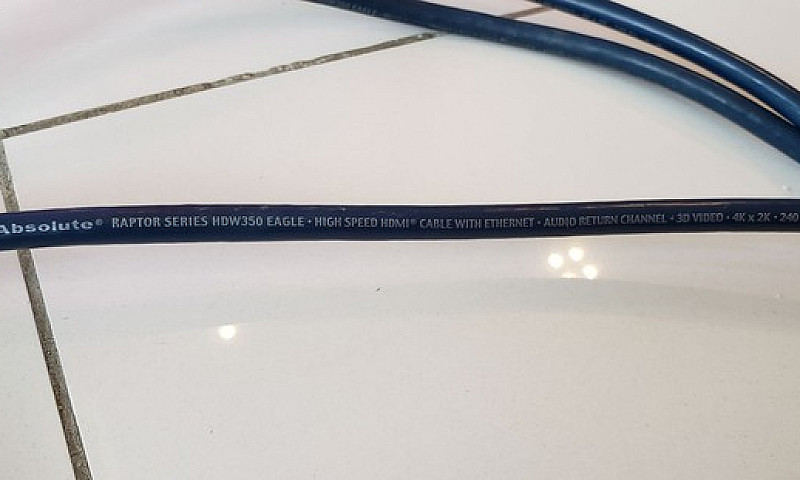 EAGLE
Absolute® RAPTOR SERIES HDW350 EAGLE • HIGH SPEED HDMI® CABLE WITH ETHERNET • AUDIO RETURN CHANNEL • 3D VIDEO • 4K x 2K • 240